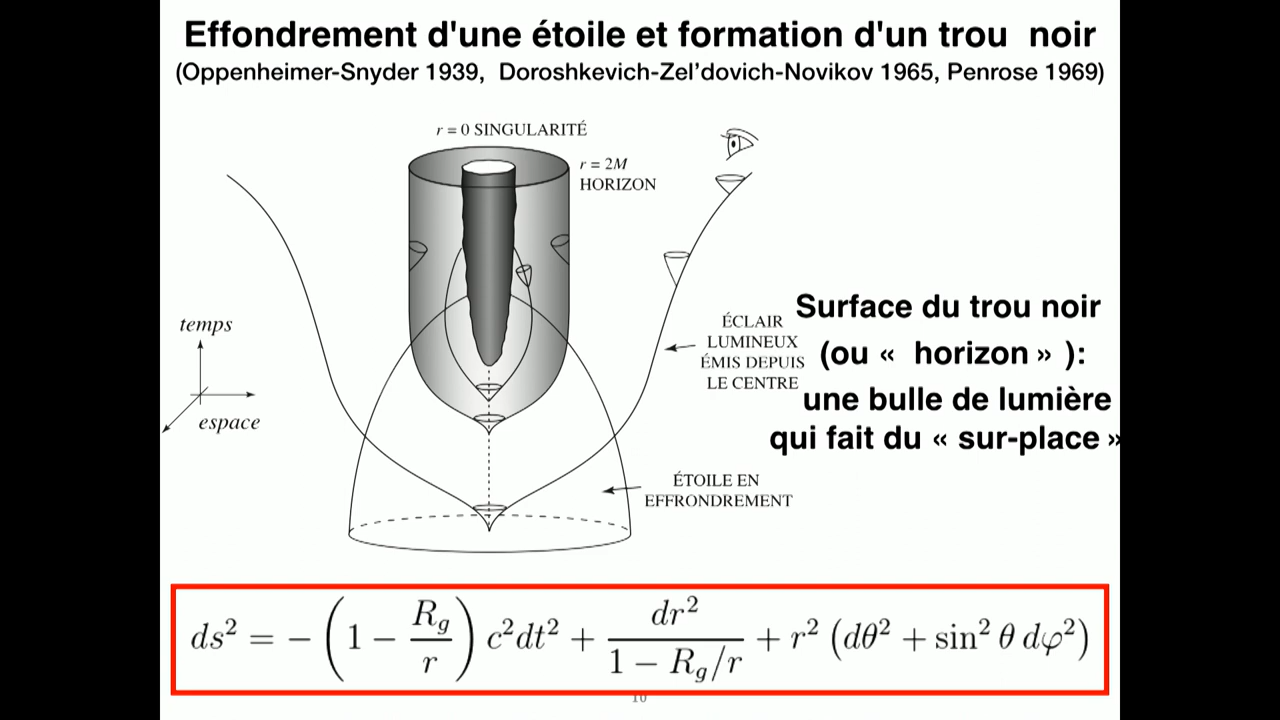 Effondrement d'une étoile et formation d'un trou noir
(Oppenheimer-Snyder 1939, Doroshkevich-Zel’dovich-Novikov 1965, Penrose 1969)
r = 0 SINGULARITÉ
r = 2M
HORIZON
temps
espace
ÉCLAIR
LUMINEUX
ÉMIS DEPUIS
LE CENTRE
Surface du trou noir
(ou « horizon » ):
une bulle de lumière
qui fait du « sur-place »
ÉTOILE EN
EFFRONDREMENT
ds² = − (1 − R_g/r) c²dt² + dr²/(1 − R_g/r) + r² (dθ² + sin² θ dφ²)
10